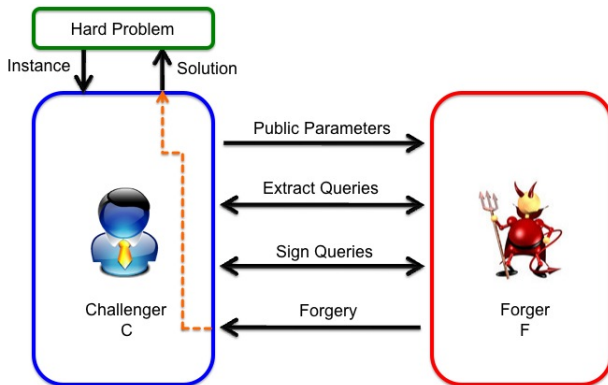 Hard Problem
Instance
Solution
Public Parameters
Extract Queries
Sign Queries
Forgery
Challenger
C
Forger
F